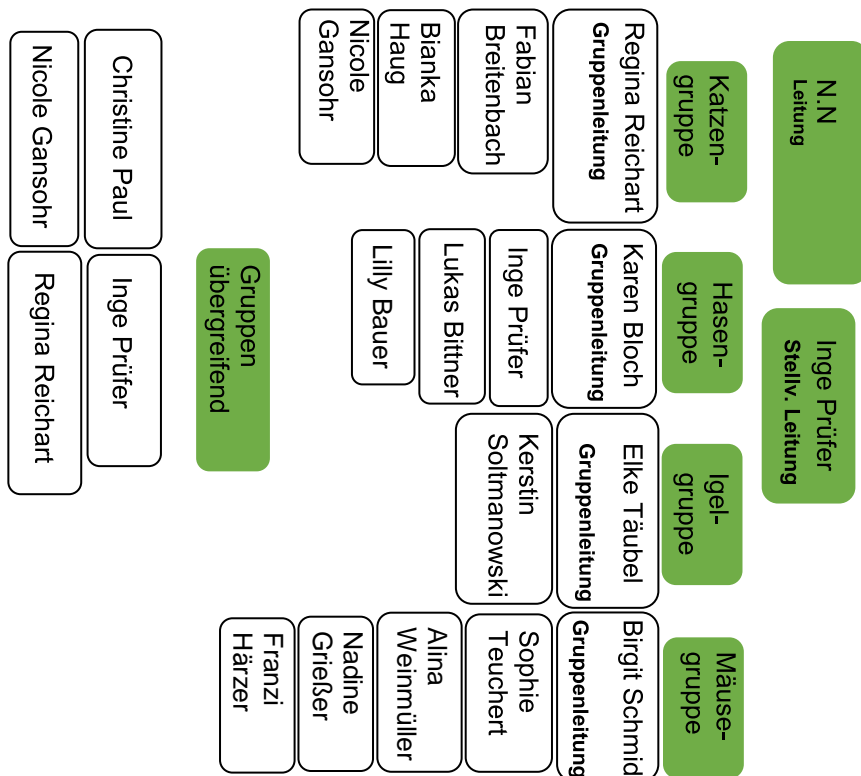 N.N
Leitung
Inge Prüfer
Stellv. Leitung
Katzen-
gruppe
Regina Reichart
Gruppenleitung
Fabian
Breitenbach
Bianka
Haug
Nicole
Gansohr
Hasen-
gruppe
Karen Bloch
Gruppenleitung
Inge Prüfer
Lukas Bittner
Lilly Bauer
Igel-
gruppe
Elke Täubel
Gruppenleitung
Kerstin
Soltmanowski
Mäuse-
gruppe
Birgit Schmid
Gruppenleitung
Sophie
Teuchert
Alina
Weinmüller
Nadine
Grießer
Franzi
Härzer
Gruppen
übergreifend
Christine Paul
Inge Prüfer
Nicole Gansohr
Regina Reichart